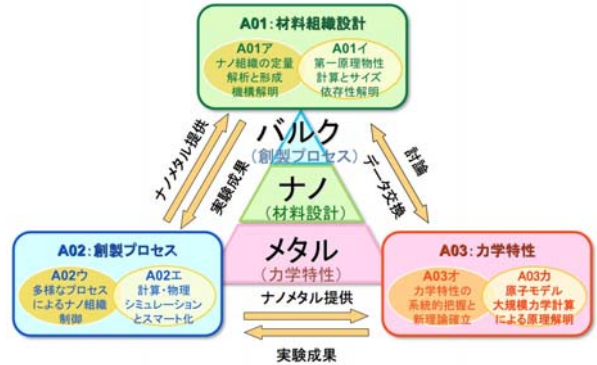 A01：材料組織設計
A01ア
ナノ組織の定量
解析と形成
機構解明
A01イ
第一原理物性
計算とサイズ
依存性解明
ナノメタル提供
実験成果
討論
データ交換
バルク
（創製プロセス）
ナノ
（材料設計）
メタル
（力学特性）
A02：創製プロセス
A02ウ
多様なプロセス
によるナノ組織
制御
A02エ
計算・物理
シミュレーション
とスマート化
ナノメタル提供
実験成果
A03：力学特性
A03オ
力学特性の
系統的把握と
新理論確立
A03カ
原子モデル
大規模力学計算
による原理解明